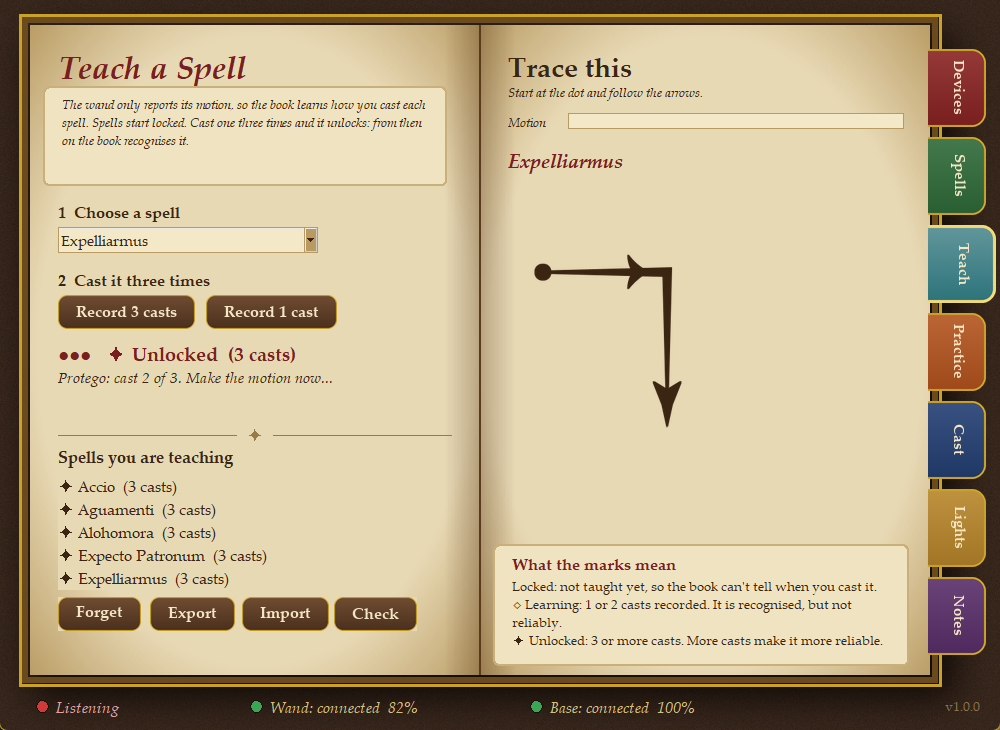 Teach a Spell
The wand only reports its motion, so the book learns how you cast each
spell. Spells start locked. Cast one three times and it unlocks: from then
on the book recognises it.
1 Choose a spell
Expelliarmus
2 Cast it three times
Record 3 casts
Record 1 cast
●●● ✦ Unlocked (3 casts)
Protego: cast 2 of 3. Make the motion now...
Spells you are teaching
✦ Accio (3 casts)
✦ Aguamenti (3 casts)
✦ Alohomora (3 casts)
✦ Expecto Patronum (3 casts)
✦ Expelliarmus (3 casts)
Forget
Export
Import
Check
Trace this
Start at the dot and follow the arrows.
Motion
Expelliarmus
What the marks mean
Locked: not taught yet, so the book can't tell when you cast it.
◇ Learning: 1 or 2 casts recorded. It is recognised, but not
reliably.
✦ Unlocked: 3 or more casts. More casts make it more reliable.
Devices
Spells
Teach
Practice
Cast
Lights
Notes
Listening
Wand: connected 82%
Base: connected 100%
v1.0.0